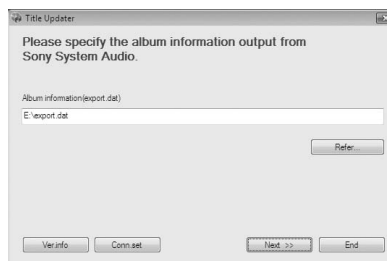 Title Updater
Please specify the album information output from
Sony System Audio.
Album information(export.dat)
E:\export.dat
Refer...
Ver.info
Conn.set
Next >>
End